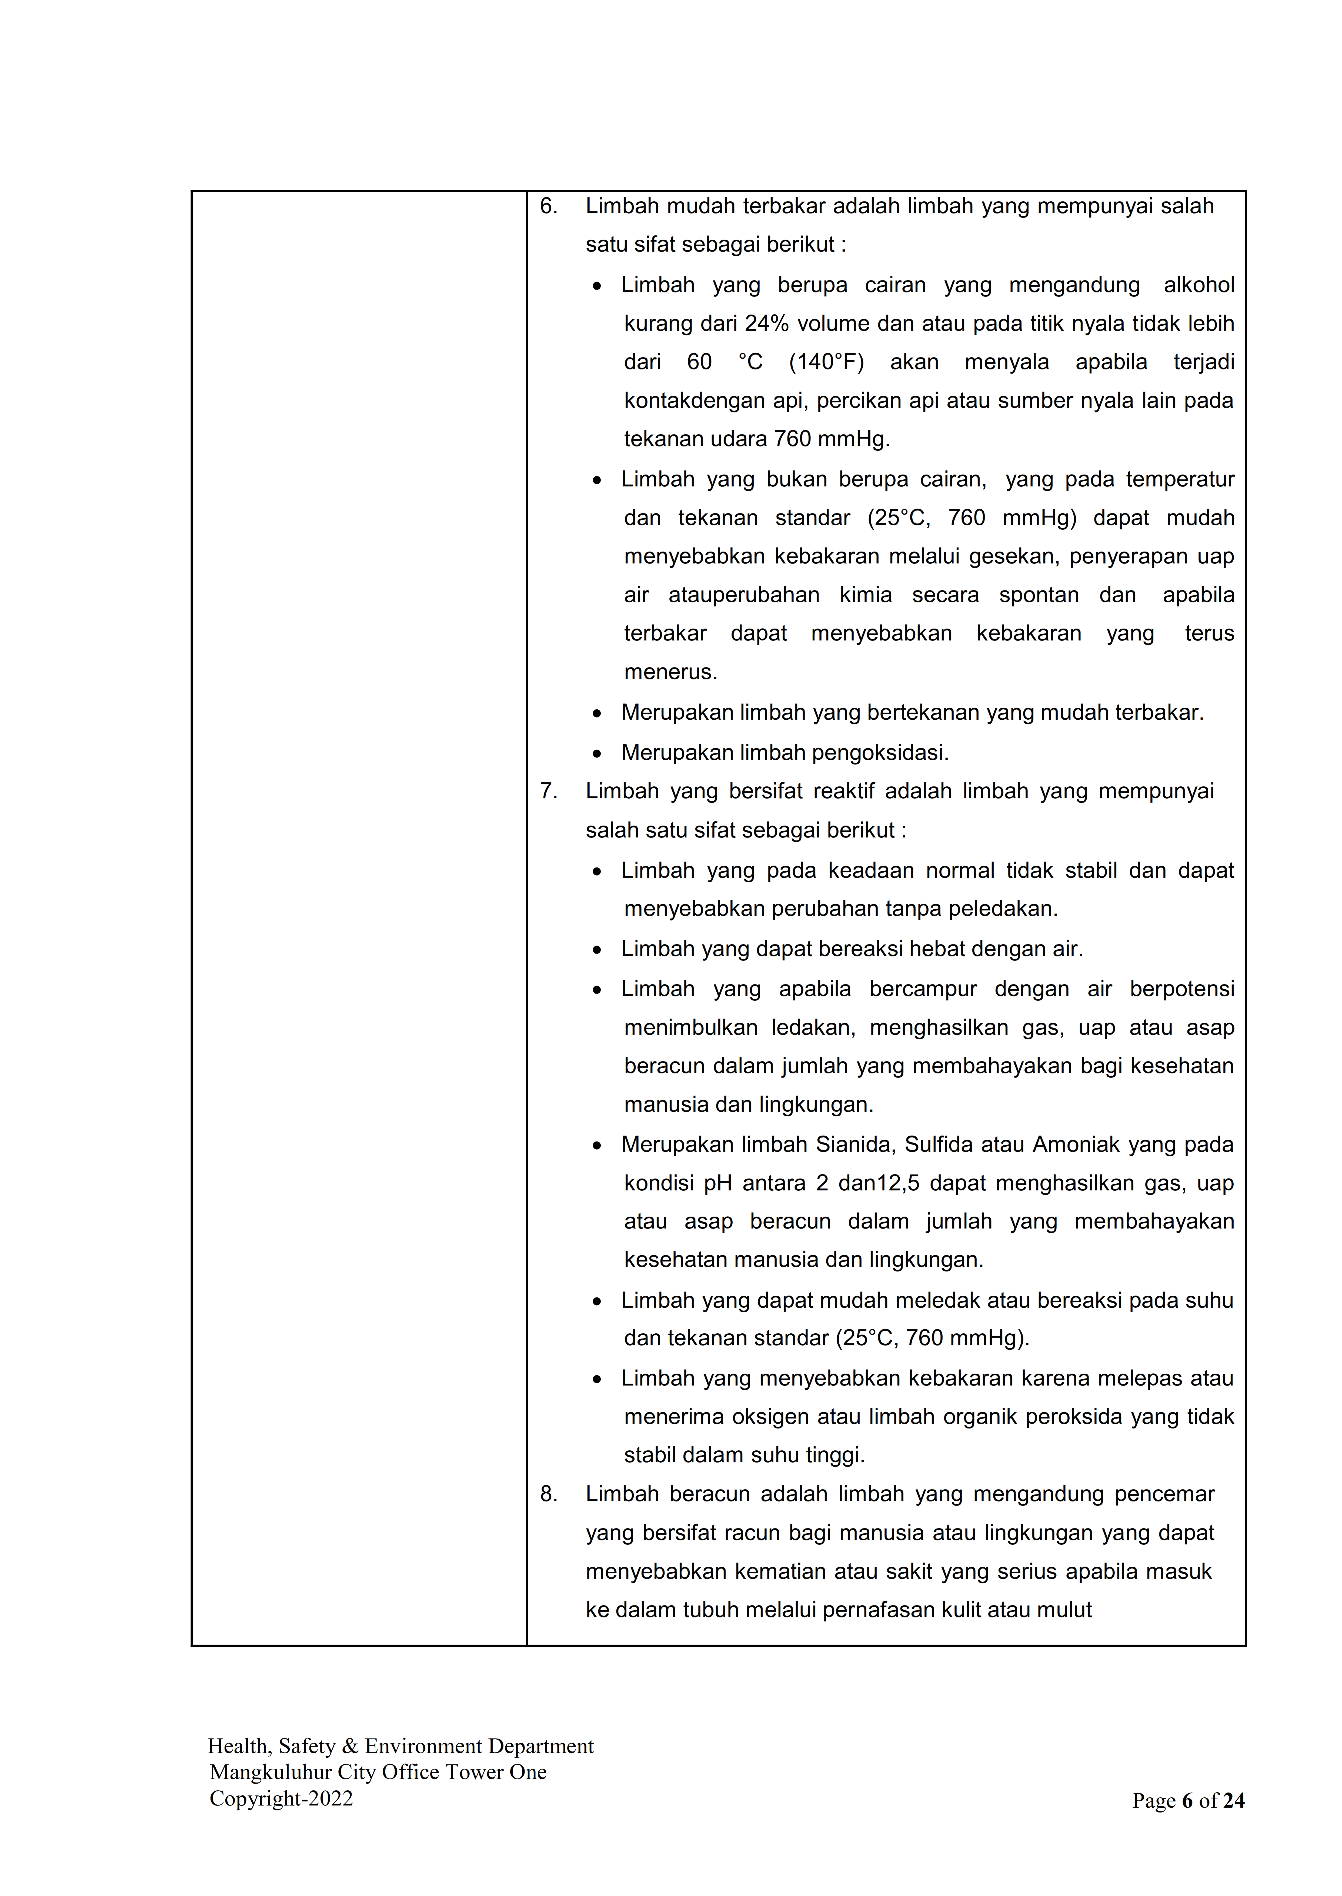 6. Limbah mudah terbakar adalah limbah yang mempunyai salah
satu sifat sebagai berikut :
• Limbah yang berupa cairan yang mengandung alkohol
kurang dari 24% volume dan atau pada titik nyala tidak lebih
dari 60 °C (140°F) akan menyala apabila terjadi
kontakdengan api, percikan api atau sumber nyala lain pada
tekanan udara 760 mmHg.
• Limbah yang bukan berupa cairan, yang pada temperatur
dan tekanan standar (25°C, 760 mmHg) dapat mudah
menyebabkan kebakaran melalui gesekan, penyerapan uap
air atauperubahan kimia secara spontan dan apabila
terbakar dapat menyebabkan kebakaran yang terus
menerus.
• Merupakan limbah yang bertekanan yang mudah terbakar.
• Merupakan limbah pengoksidasi.
7. Limbah yang bersifat reaktif adalah limbah yang mempunyai
salah satu sifat sebagai berikut :
• Limbah yang pada keadaan normal tidak stabil dan dapat
menyebabkan perubahan tanpa peledakan.
• Limbah yang dapat bereaksi hebat dengan air.
• Limbah yang apabila bercampur dengan air berpotensi
menimbulkan ledakan, menghasilkan gas, uap atau asap
beracun dalam jumlah yang membahayakan bagi kesehatan
manusia dan lingkungan.
• Merupakan limbah Sianida, Sulfida atau Amoniak yang pada
kondisi pH antara 2 dan12,5 dapat menghasilkan gas, uap
atau asap beracun dalam jumlah yang membahayakan
kesehatan manusia dan lingkungan.
• Limbah yang dapat mudah meledak atau bereaksi pada suhu
dan tekanan standar (25°C, 760 mmHg).
• Limbah yang menyebabkan kebakaran karena melepas atau
menerima oksigen atau limbah organik peroksida yang tidak
stabil dalam suhu tinggi.
8. Limbah beracun adalah limbah yang mengandung pencemar
yang bersifat racun bagi manusia atau lingkungan yang dapat
menyebabkan kematian atau sakit yang serius apabila masuk
ke dalam tubuh melalui pernafasan kulit atau mulut
Health, Safety & Environment Department
Mangkuluhur City Office Tower One
Copyright-2022
Page 6 of 24